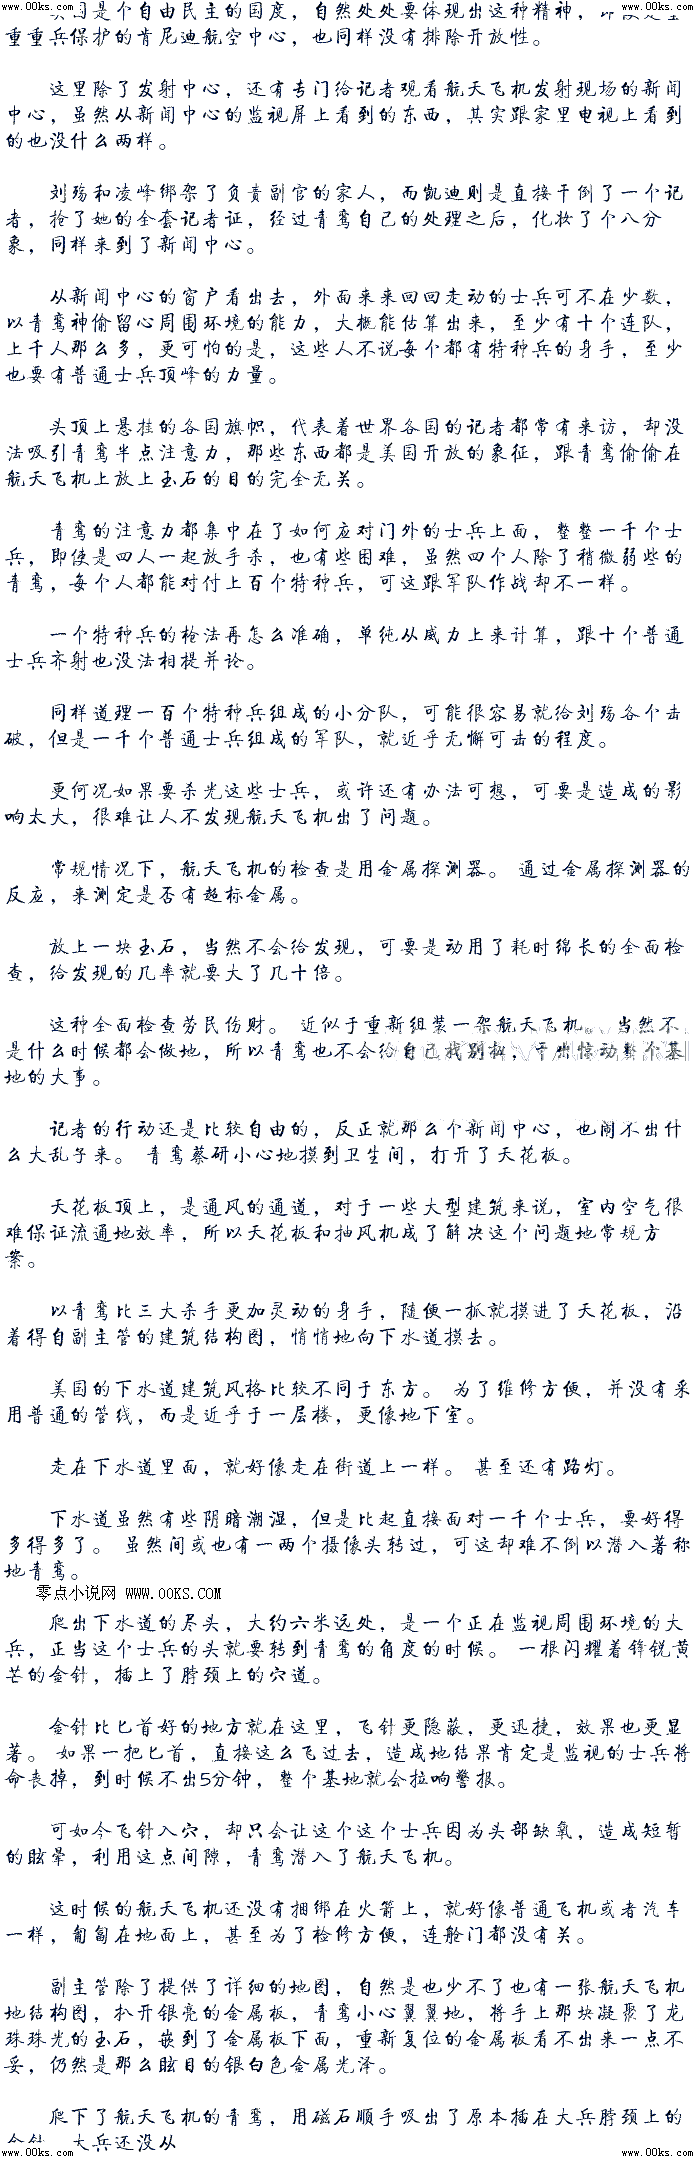 www.00ks.com www.00ks.com www.00ks.com
国是个自由民主的国度，自然处处要体现出这种精神，
重重兵保护的肯尼迪航空中心，也同样没有排除开放性。
这里除了发射中心，还有专门给记者观看航天飞机发射现场的新闻
中心，虽然从新闻中心的监视屏上看到的东西，其实跟家里电视上看到
的也没什么两样。
刘殇和凌峰绑架了负责副官的家人，而凯迪则是直接干倒了一个记
者，抢了她的全套记者证，经过青鸾自己的处理之后，化妆了个八分
象，同样来到了新闻中心。
从新闻中心的窗户看出去，外面来来回回走动的士兵可不在少数，
以青鸾神偷留心周围环境的能力，大概能估算出来，至少有十个连队，
上千人那么多，更可怕的是，这些人不说每个都有特种兵的身手，至少
也要有普通士兵顶峰的力量。
头顶上悬挂的各国旗帜，代表着世界各国的记者都常有来访，却没
法吸引青鸾半点注意力，那些东西都是美国开放的象征，跟青鸾偷偷在
航天飞机上放上玉石的目的完全无关。
青鸾的注意力都集中在了如何应对门外的士兵上面，整整一千个士
兵，即使是四人一起放手杀，也有些困难，虽然四个人除了稍微弱些的
青鸾，每个人都能对付上百个特种兵，可这跟军队作战却不一样。
一个特种兵的枪法再怎么准确，单纯从威力上来计算，跟十个普通
士兵齐射也没法相提并论。
同样道理一百个特种兵组成的小分队，可能很容易就给刘殇各个击
破，但是一千个普通士兵组成的军队，就近乎无懈可击的程度。
更何况如果要杀光这些士兵，或许还有办法可想，可要是造成的影
响太大，很难让人不发现航天飞机出了问题。
常规情况下，航天飞机的检查是用金属探测器。 通过金属探测器的
反应，来测定是否有超标金属。
放上一块玉石，当然不会给发现，可要是动用了耗时绵长的全面检
查，给发现的几率就要大了几十倍。
这种全面检查劳民伤财。 近似于重新组装一架航天飞机。 当然不
是什么时候都会做地，所以青鸾也不会给自己找别扭，干出惊动整个基
地的大事。
记者的行动还是比较自由的，反正就那么个新闻中心，也闹不出什
么大乱子来。 青鸾蔡研小心地摸到卫生间，打开了天花板。
天花板顶上，是通风的通道，对于一些大型建筑来说，室内空气很
难保证流通地效率，所以天花板和抽风机成了解决这个问题地常规方
案。
以青鸾比三大杀手更加灵动的身手，随便一抓就摸进了天花板，沿
着得自副主管的建筑结构图，悄悄地向下水道摸去。
美国的下水道建筑风格比较不同于东方。 为了维修方便，并没有采
用普通的管线，而是近乎于一层楼，更像地下室。
走在下水道里面，就好像走在街道上一样。 甚至还有路灯。
下水道虽然有些阴暗潮湿，但是比起直接面对一千个士兵，要好得
多得多了。 虽然间或也有一两个摄像头转过，可这却难不倒以潜入著称
地青鸾。
零点小说网 WWW.OOKS.COM
爬出下水道的尽头，大约六米远处，是一个正在监视周围环境的大
兵，正当这个士兵的头就要转到青鸾的角度的时候。 一根闪耀着锋锐黄
芒的金针，插上了脖颈上的穴道。
金针比匕首好的地方就在这里，飞针更隐蔽，更迅捷，效果也更显
著。 如果一把匕首，直接这么飞过去，造成地结果肯定是监视的士兵将
命丧掉，到时候不出5分钟，整个基地就会拉响警报。
可如今飞针入穴，却只会让这个这个士兵因为头部缺氧，造成短暂
的眩晕，利用这点间隙，青鸾潜入了航天飞机。
这时候的航天飞机还没有捆绑在火箭上，就好像普通飞机或者汽车
一样，匍匐在地面上，甚至为了检修方便，连舱门都没有关。
副主管除了提供了详细的地图，自然是也少不了也有一张航天飞机
地结构图，扒开银亮的金属板，青鸾小心翼翼地，将手上那块凝聚了龙
珠珠光的玉石，嵌到了金属板下面，重新复位的金属板看不出来一点不
妥，仍然是那么眩目的银白色金属光泽。
爬下了航天飞机的青鸾，用磁石顺手吸出了原本插在大兵脖颈上的
大兵还没从
www.00ks.com www.00ks.com www.00ks.com